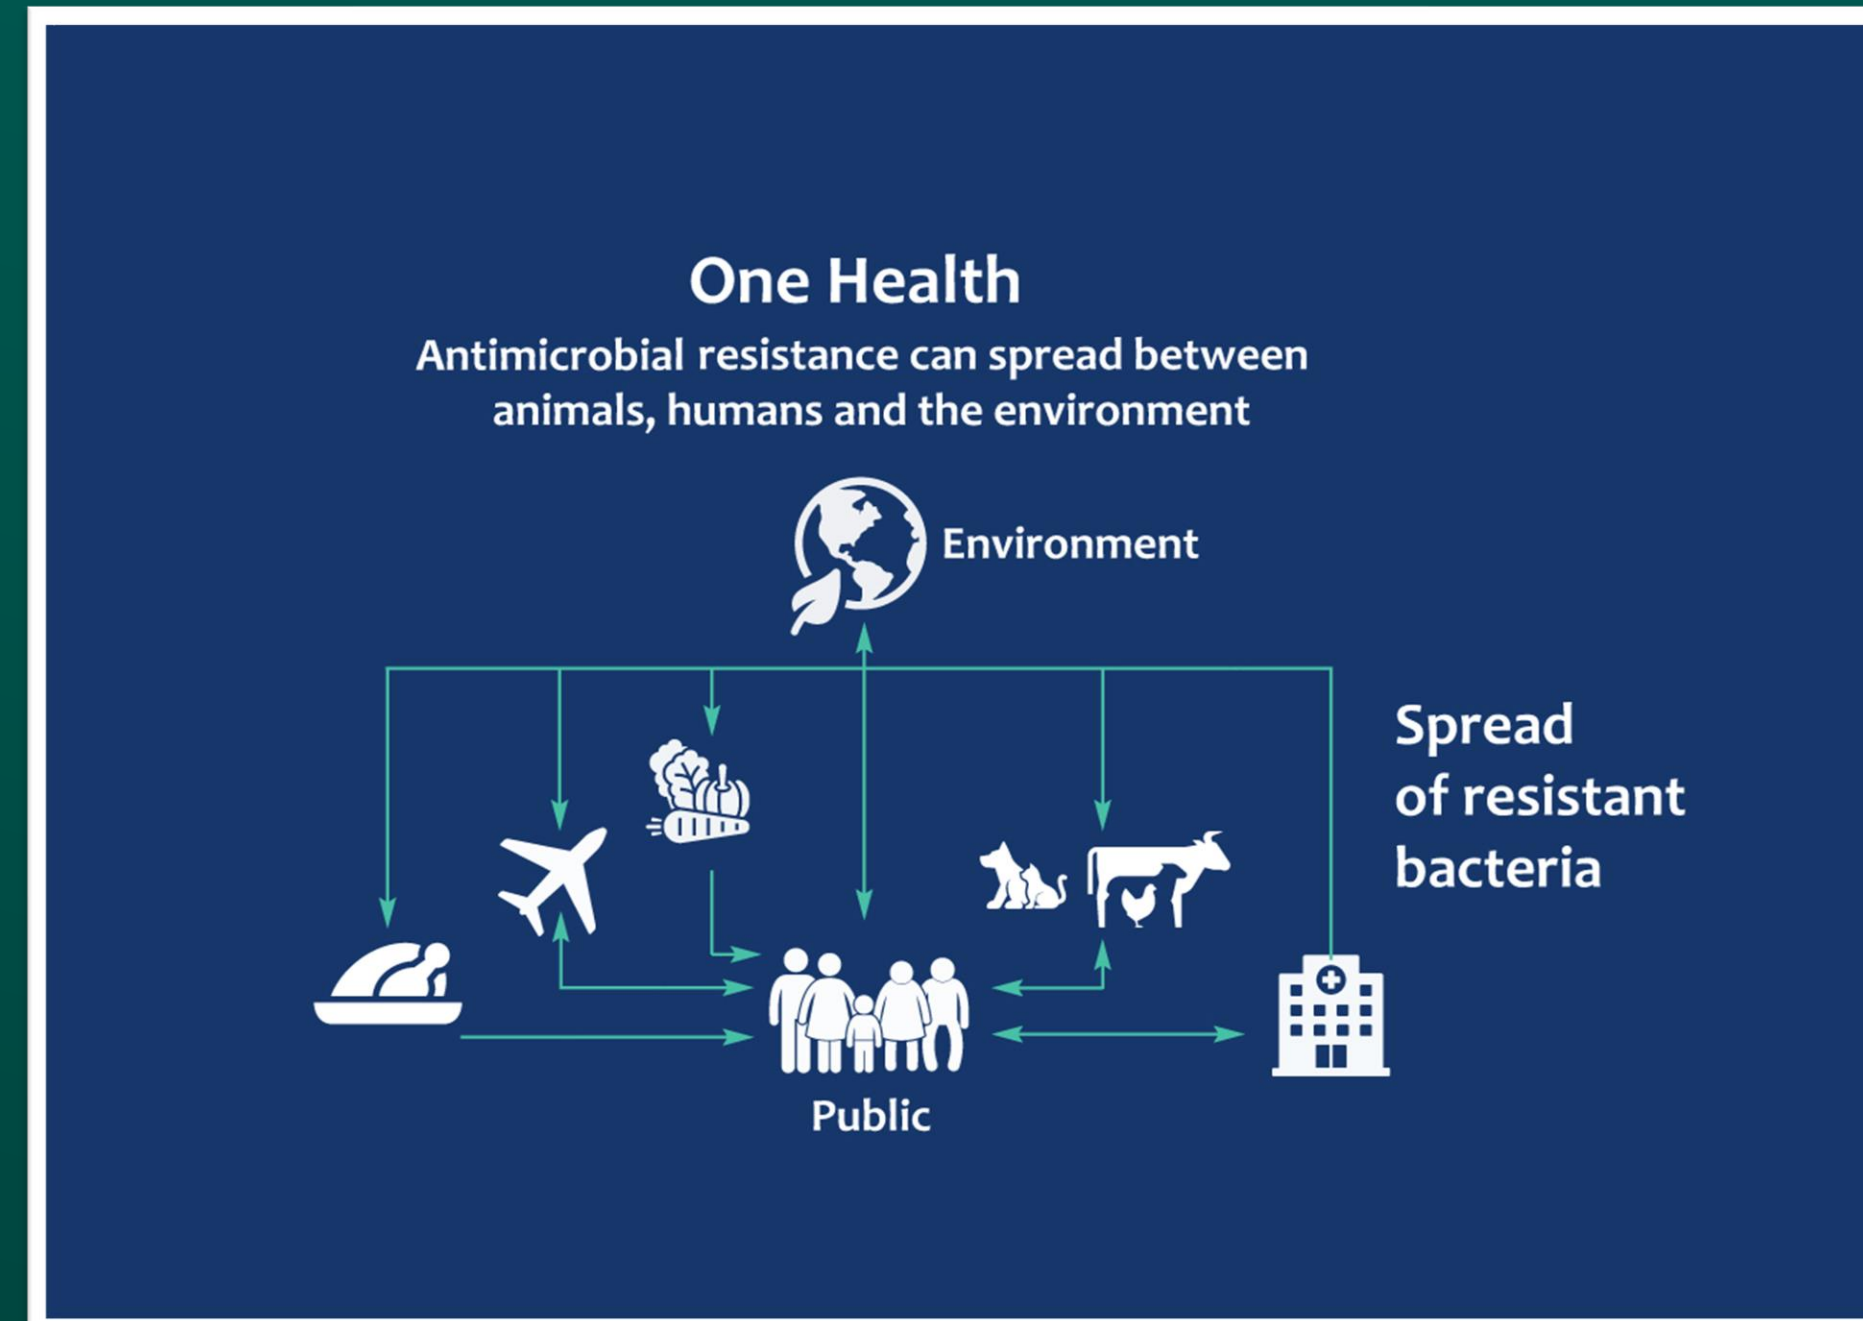 One Health
Antimicrobial resistance can spread between
animals, humans and the environment
Environment
Spread
of resistant
bacteria
Public